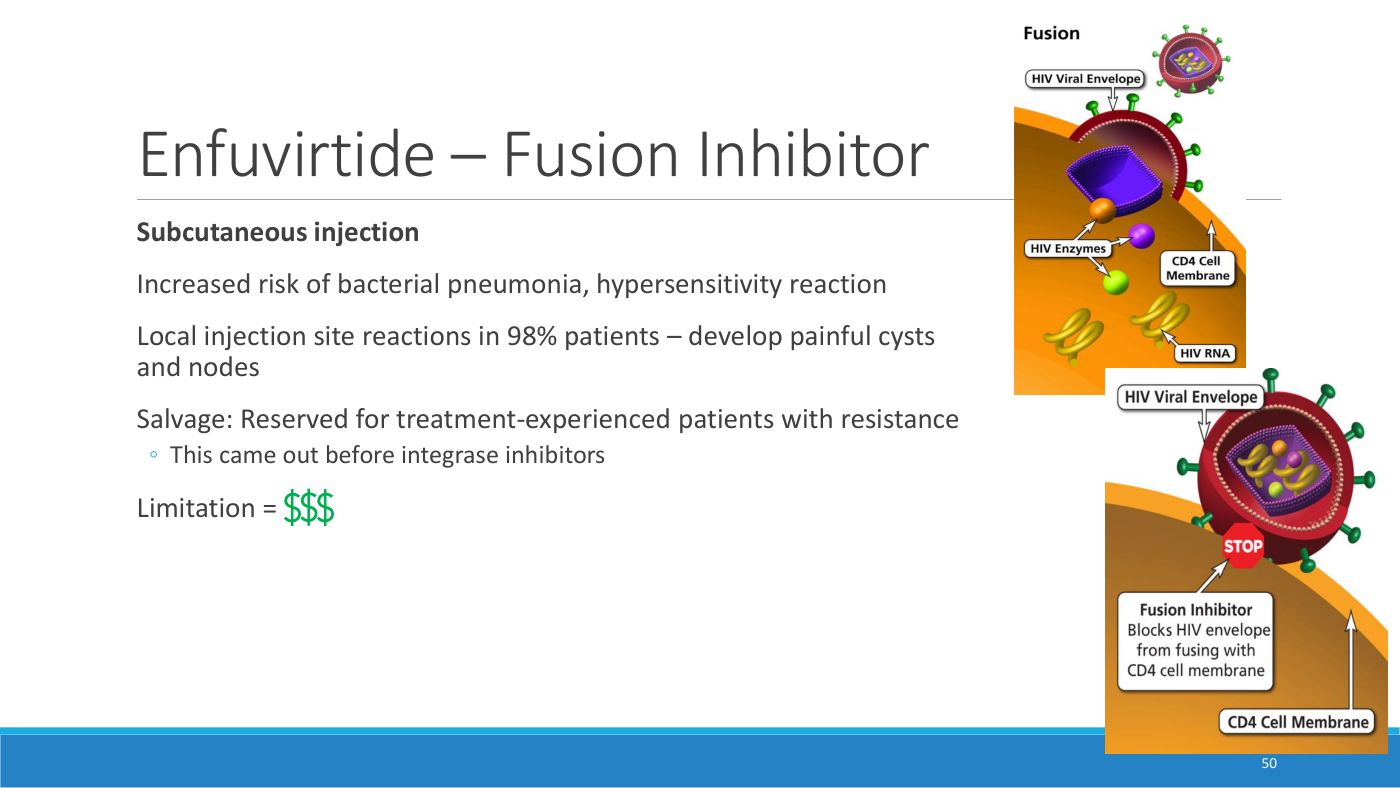 Enfuvirtide – Fusion Inhibitor
Subcutaneous injection
Increased risk of bacterial pneumonia, hypersensitivity reaction
Local injection site reactions in 98% patients – develop painful cysts
and nodes
Salvage: Reserved for treatment-experienced patients with resistance
◦ This came out before integrase inhibitors
Limitation = $$$
Fusion
HIV Viral Envelope
HIV Enzymes
CD4 Cell
Membrane
HIV RNA
HIV Viral Envelope
STOP
Fusion Inhibitor
Blocks HIV envelope
from fusing with
CD4 cell membrane
CD4 Cell Membrane
50